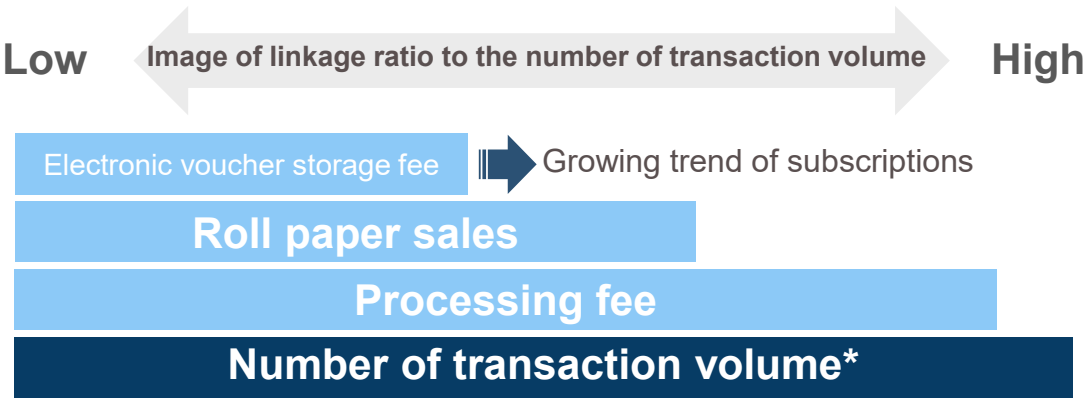 Low
Image of linkage ratio to the number of transaction volume
High
Electronic voucher storage fee
Growing trend of subscriptions
Roll paper sales
Processing fee
Number of transaction volume*